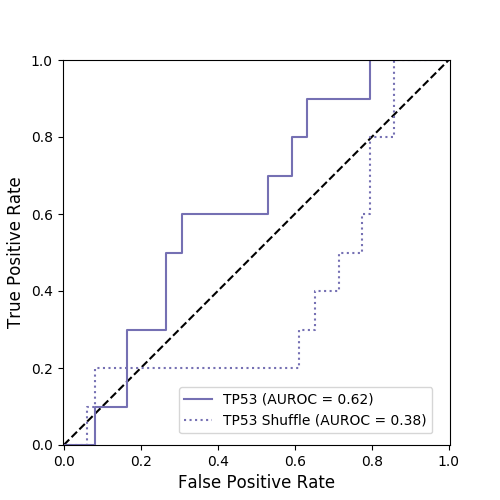 1.0
0.8
0.6
0.4
0.2
0.0
True Positive Rate
TP53 (AUROC = 0.62)
TP53 Shuffle (AUROC = 0.38)
0.0 0.2 0.4 0.6 0.8 1.0
False Positive Rate